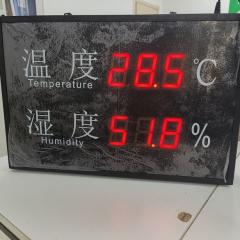 温度 28.5 ℃
Temperature
湿度 51.8 %
Humidity